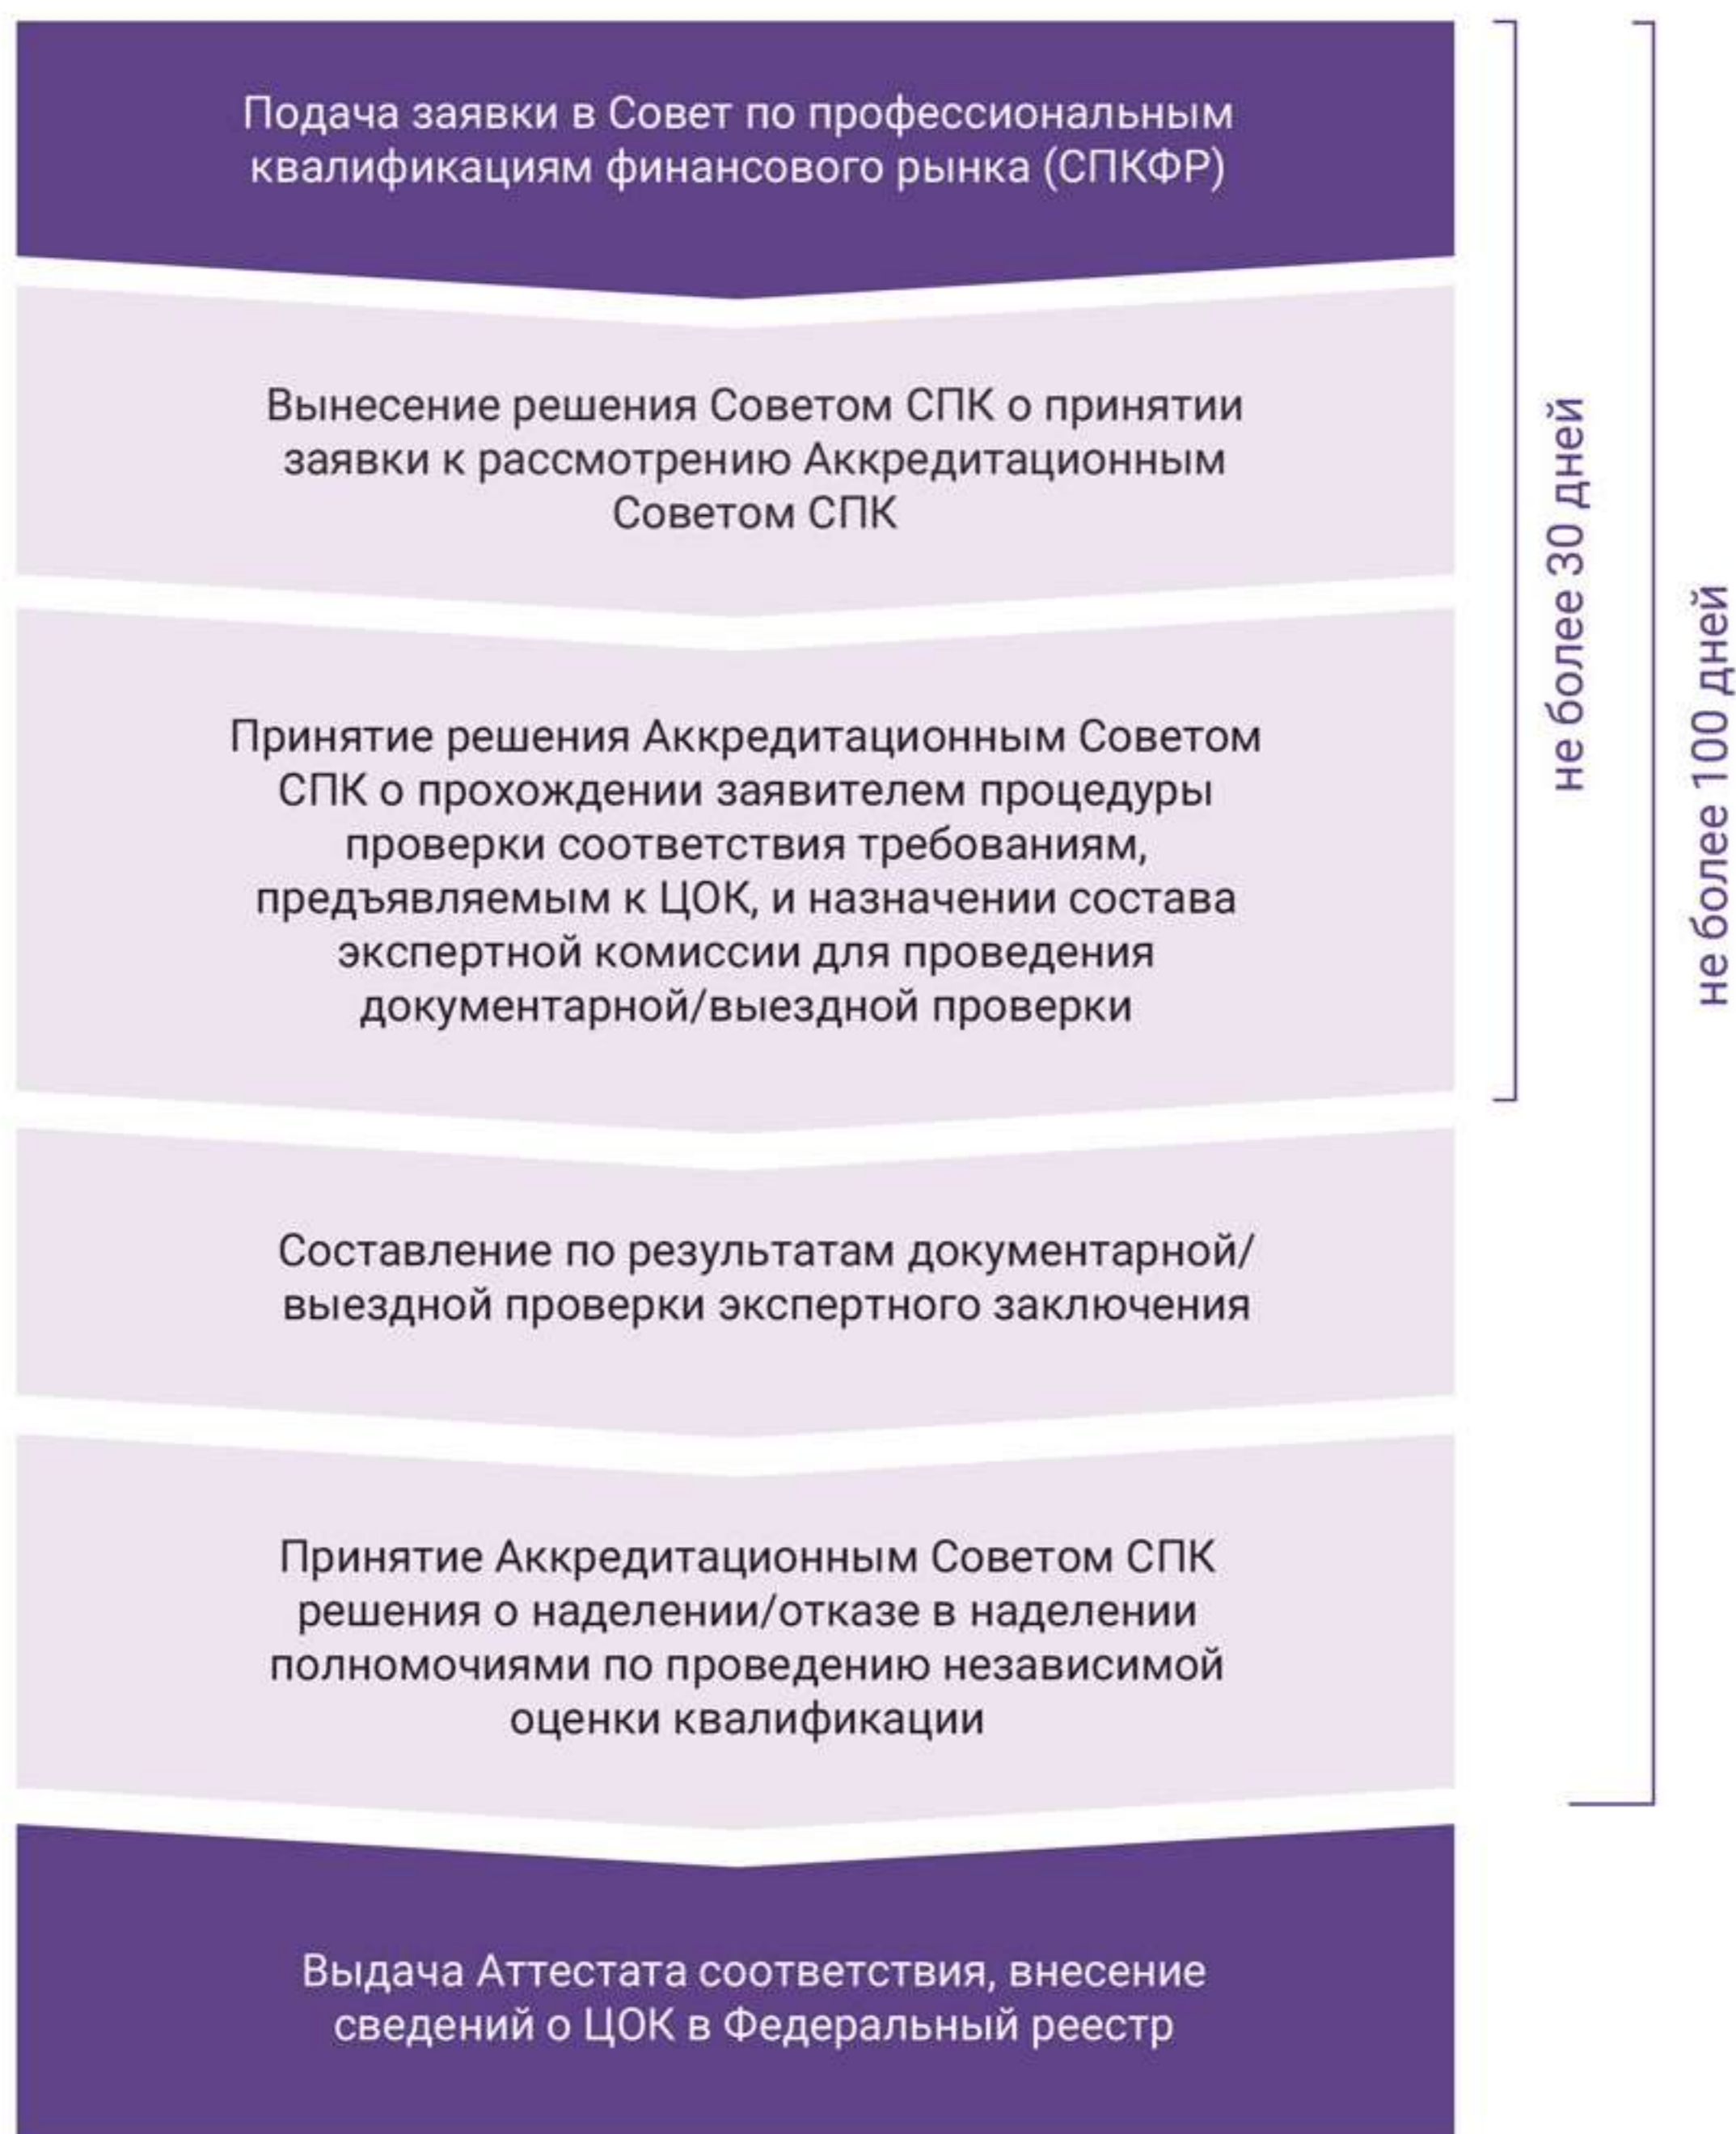 Подача заявки в Совет по профессиональным
квалификациям финансового рынка (СПКФР)
Вынесение решения Советом СПК о принятии
заявки к рассмотрению Аккредитационным
Советом СПК
Принятие решения Аккредитационным Советом
СПК о прохождении заявителем процедуры
проверки соответствия требованиям,
предъявляемым к ЦОК, и назначении состава
экспертной комиссии для проведения
документарной/выездной проверки
Составление по результатам документарной/
выездной проверки экспертного заключения
Принятие Аккредитационным Советом СПК
решения о наделении/отказе в наделении
полномочиями по проведению независимой
оценки квалификации
Выдача Аттестата соответствия, внесение
сведений о ЦОК в Федеральный реестр
не более 30 дней
не более 100 дней